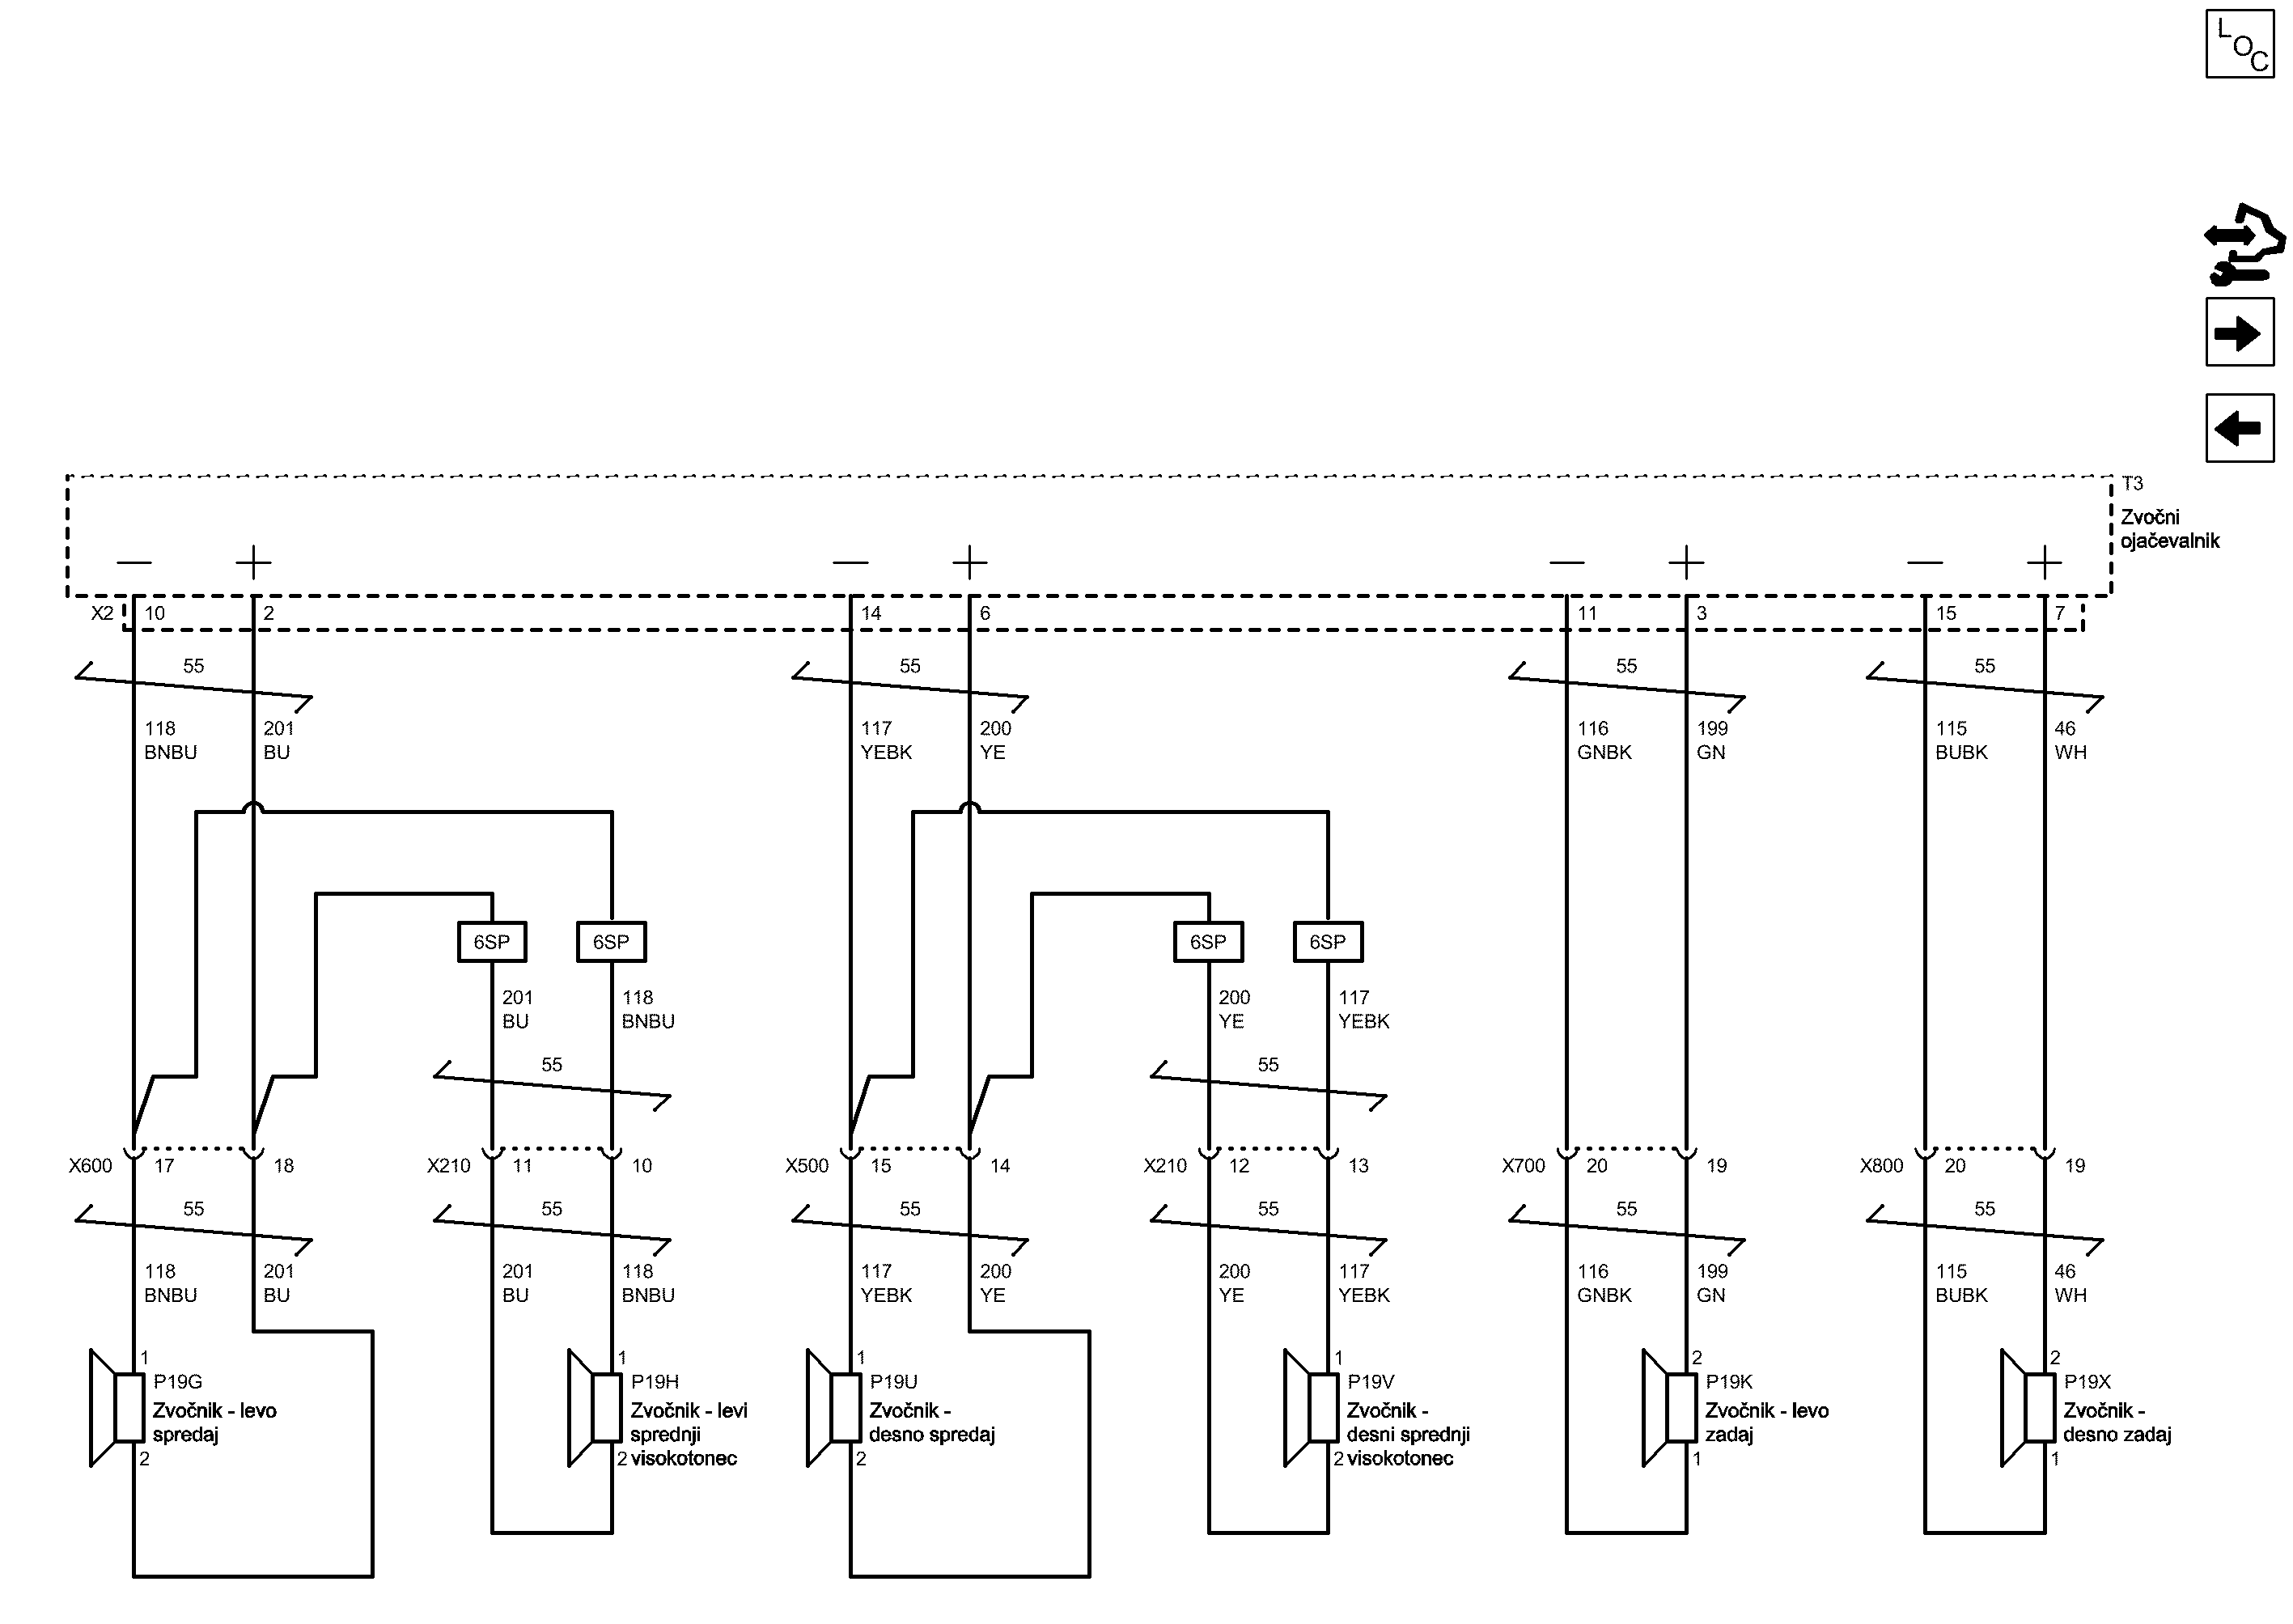 LOC
T3
Zvočni
ojačevalnik
X2 10 2 14 6 11 3 15 7
55 55 55 55
118 201 117 200 116 199 115 46
BNBU BU YEBK YE GNBK GN BUBK WH
6SP 6SP 6SP 6SP
201 118 200 117
BU BNBU YE YEBK
55 55
X600 17 18 X210 11 10 X500 15 14 X210 12 13 X700 20 19 X800 20 19
55 55 55 55 55 55
118 201 201 118 117 200 200 117 116 199 115 46
BNBU BU BU BNBU YEBK YE YE YEBK GNBK GN BUBK WH
1 1 1 1 2 2
P19G P19H P19U P19V P19K P19X
Zvočnik - levo Zvočnik - levi Zvočnik - Zvočnik - Zvočnik - levo Zvočnik -
spredaj sprednji desno spredaj desni sprednji zadaj desno zadaj
2 2 visokotonec 2 2 visokotonec 1 1